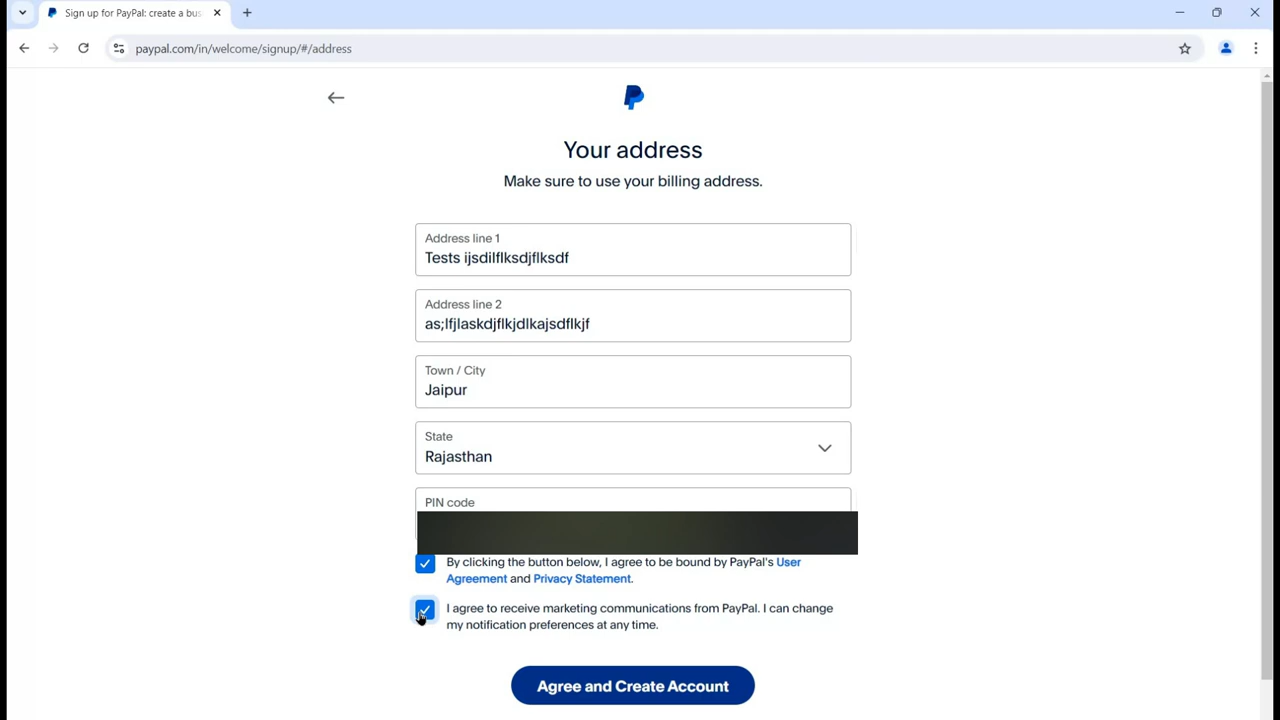 Sign up for PayPal: create a bus
paypal.com/in/welcome/signup/#/address
Your address
Make sure to use your billing address.
Address line 1
Tests ijsdilflksdjflksdf
Address line 2
as;lfjlaskdjflkjdlkajsdflkjf
Town / City
Jaipur
State
Rajasthan
PIN code
By clicking the button below, I agree to be bound by PayPal's User
Agreement and Privacy Statement.
I agree to receive marketing communications from PayPal. I can change
my notification preferences at any time.
Agree and Create Account